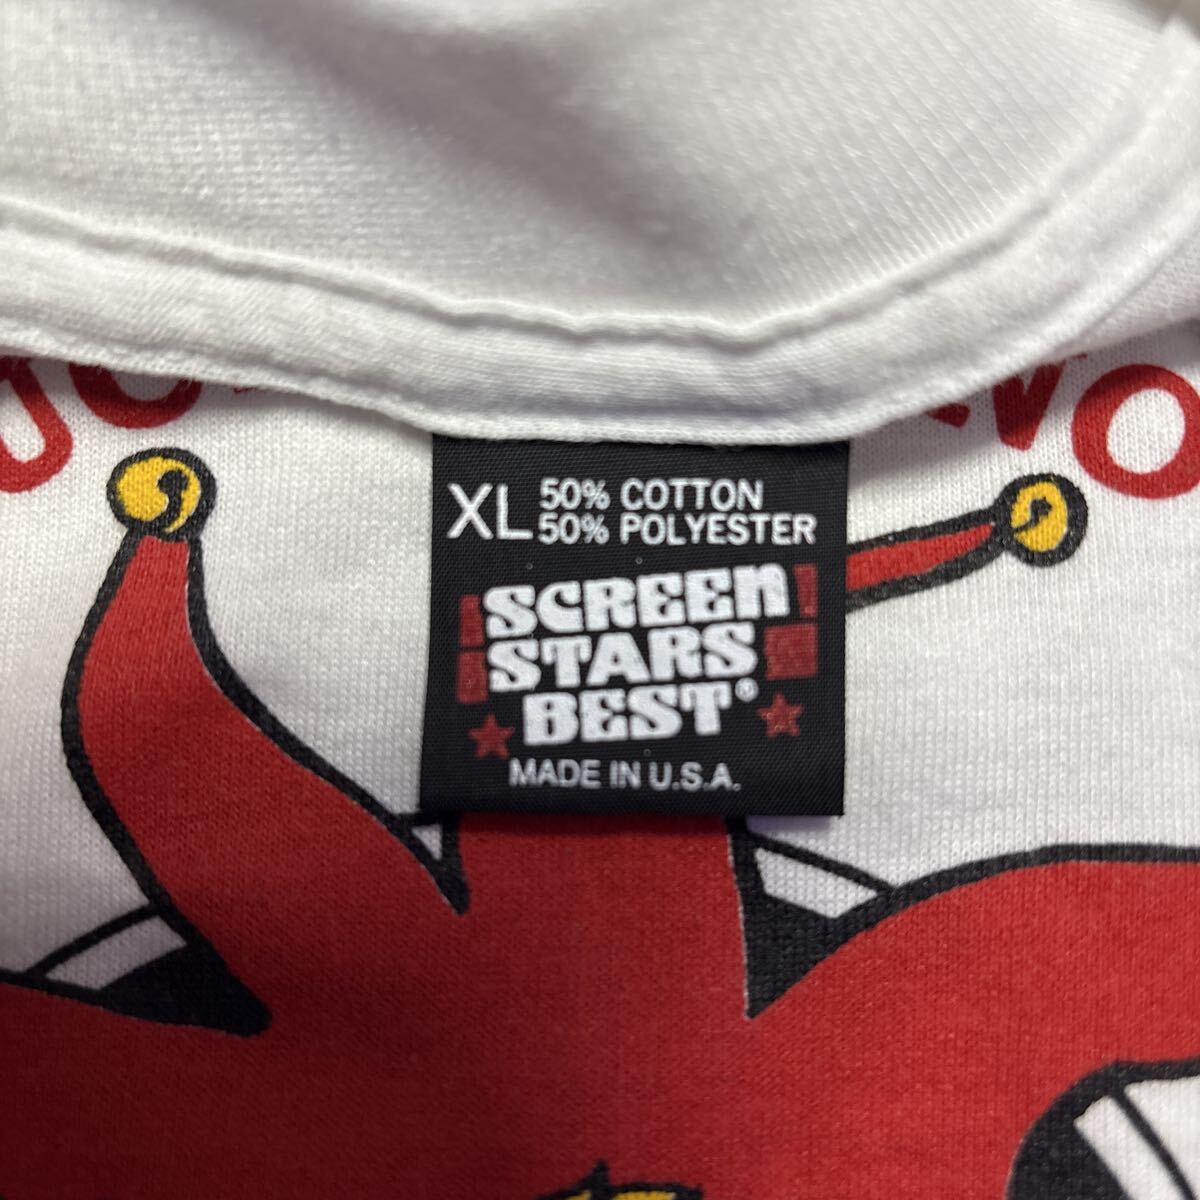 XL 50% COTTON
50% POLYESTER
SCREEN
STARS
BEST®
MADE IN U.S.A.